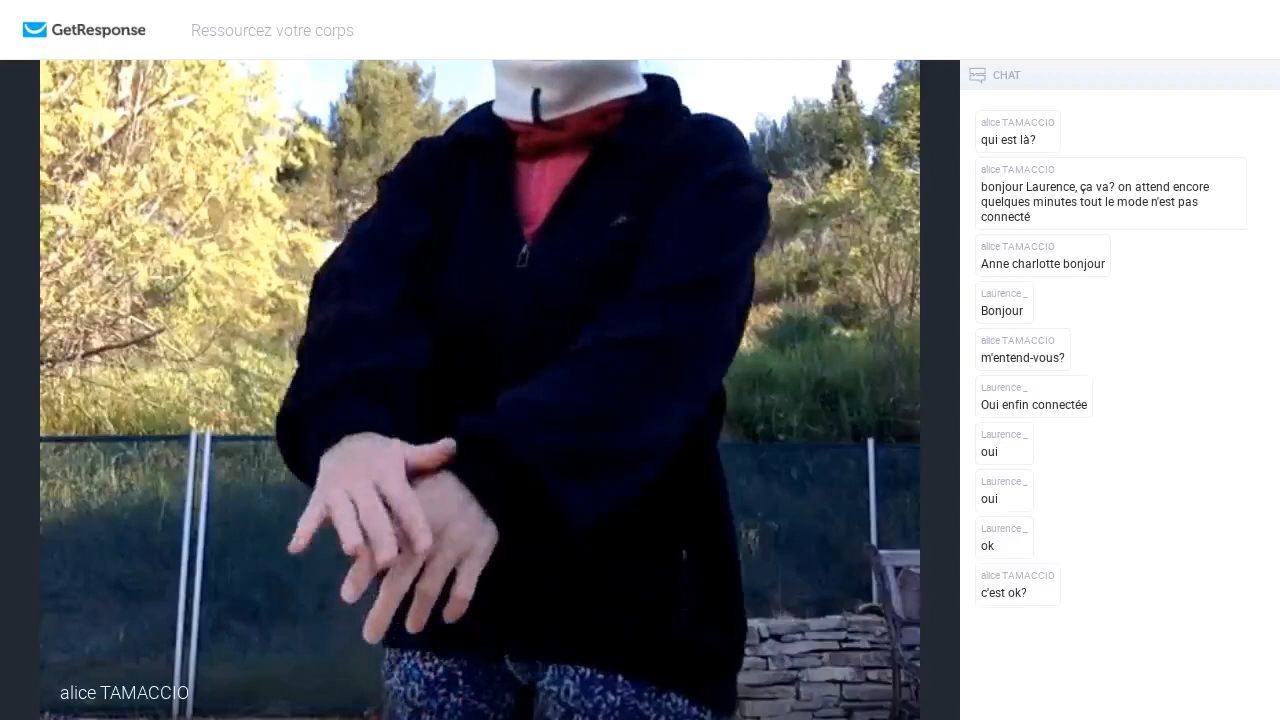 GetResponse
Ressourcez votre corps
CHAT
alice TAMACCIO
qui est là?
alice TAMACCIO
bonjour Laurence, ça va? on attend encore
quelques minutes tout le mode n'est pas
connecté
alice TAMACCIO
Anne charlotte bonjour
Laurence _
Bonjour
alice TAMACCIO
m'entend-vous?
Laurence _
Oui enfin connectée
Laurence _
oui
Laurence _
oui
Laurence _
ok
alice TAMACCIO
c'est ok?
alice TAMACCIO